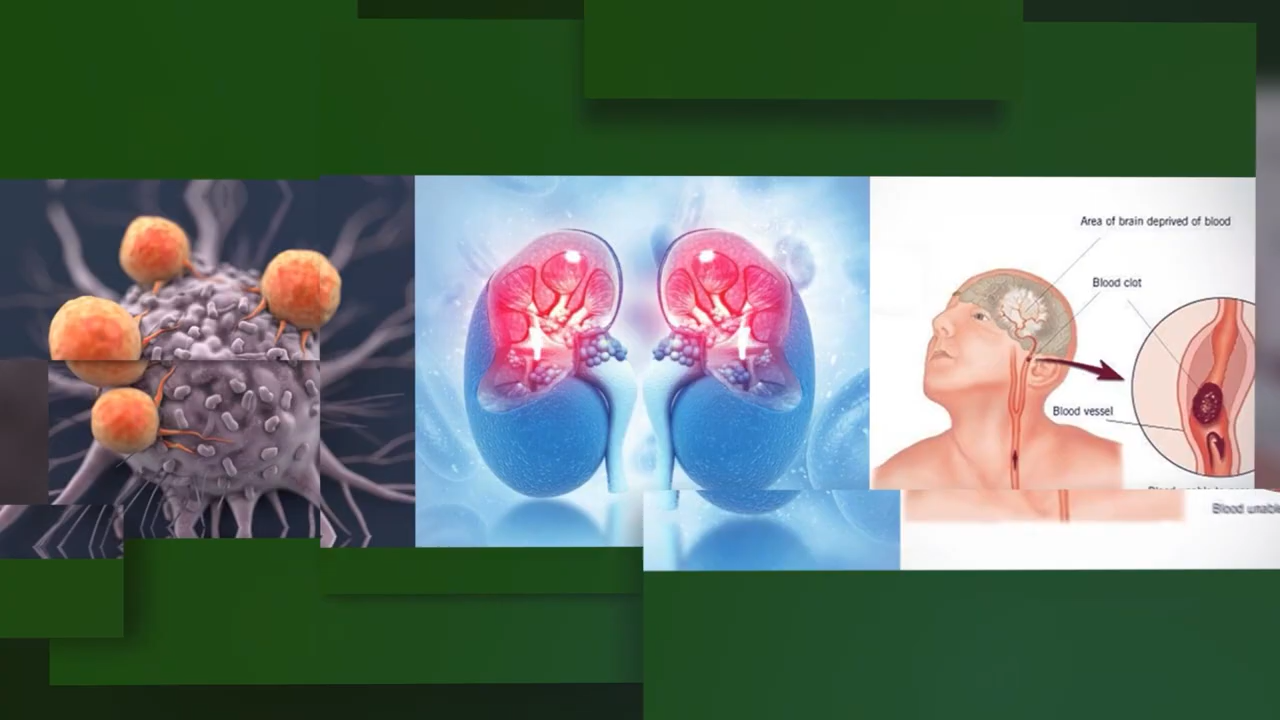 Area of brain deprived of blood
Blood clot
Blood vessel
Blood unable